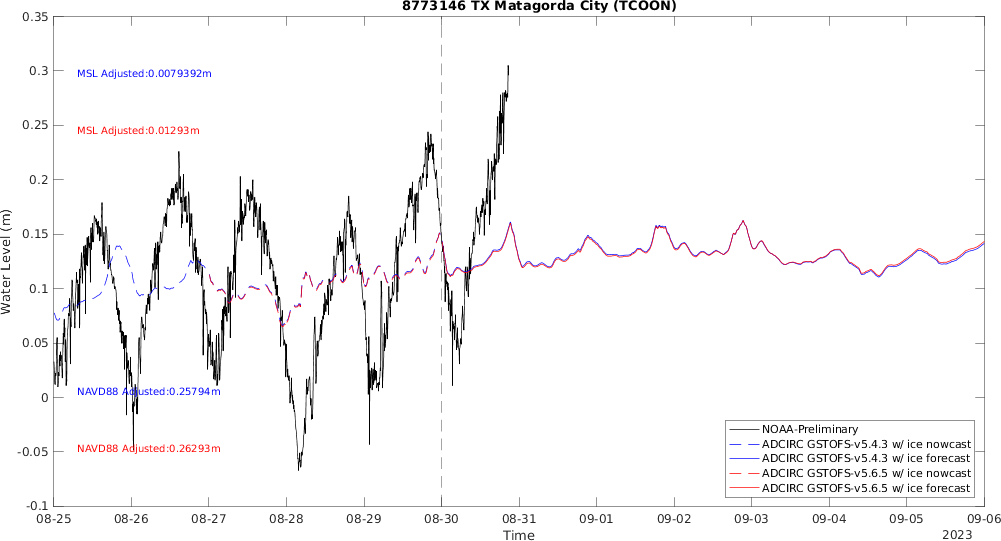 8773146 TX Matagorda City (TCOON)
0.35
0.3
0.25
0.2
0.15
0.1
0.05
0
-0.05
-0.1
Water Level (m)
MSL Adjusted:0.0079392m
MSL Adjusted:0.01293m
NAVD88 Adjusted:0.25794m
NAVD88 Adjusted:0.26293m
NOAA-Preliminary
ADCIRC GSTOFS-v5.4.3 w/ ice nowcast
ADCIRC GSTOFS-v5.4.3 w/ ice forecast
ADCIRC GSTOFS-v5.6.5 w/ ice nowcast
ADCIRC GSTOFS-v5.6.5 w/ ice forecast
08-25 08-26 08-27 08-28 08-29 08-30 08-31 09-01 09-02 09-03 09-04 09-05 09-06
Time
2023